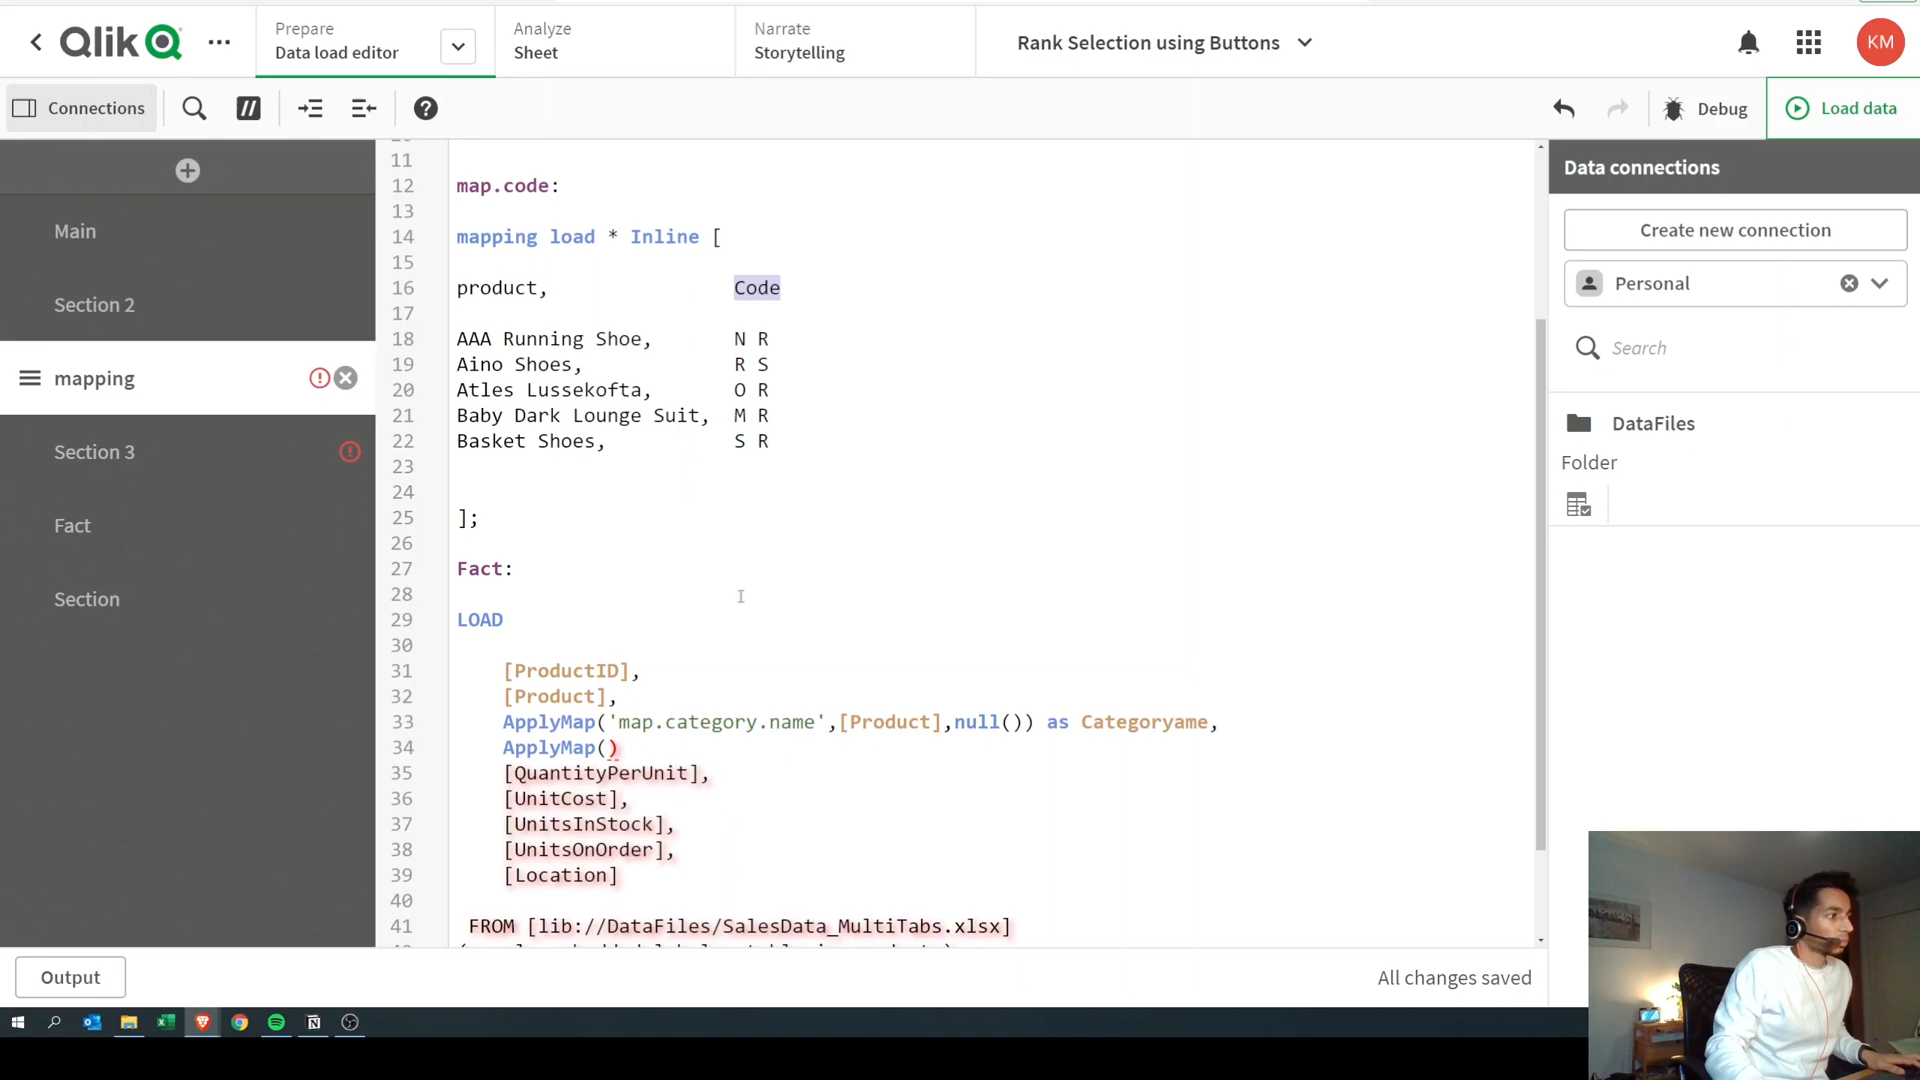 Qlik
Prepare
Data load editor
Analyze
Sheet
Narrate
Storytelling
Rank Selection using Buttons
KM
Connections
//
?
Debug
Load data
Main
Section 2
mapping
Section 3
Fact
Section
11
12 map.code:
13
14 mapping load * Inline [
15
16 product, Code
17
18 AAA Running Shoe, N R
19 Aino Shoes, R S
20 Atles Lussekofta, O R
21 Baby Dark Lounge Suit, M R
22 Basket Shoes, S R
23
24
25 ];
26
27 Fact:
28
29 LOAD
30
31 [ProductID],
32 [Product],
33 ApplyMap('map.category.name',[Product],null()) as Categoryame,
34 ApplyMap()
35 [QuantityPerUnit],
36 [UnitCost],
37 [UnitsInStock],
38 [UnitsOnOrder],
39 [Location]
40
41 FROM [lib://DataFiles/SalesData_MultiTabs.xlsx]
Data connections
Create new connection
Personal
Search
DataFiles
Folder
Output
All changes saved